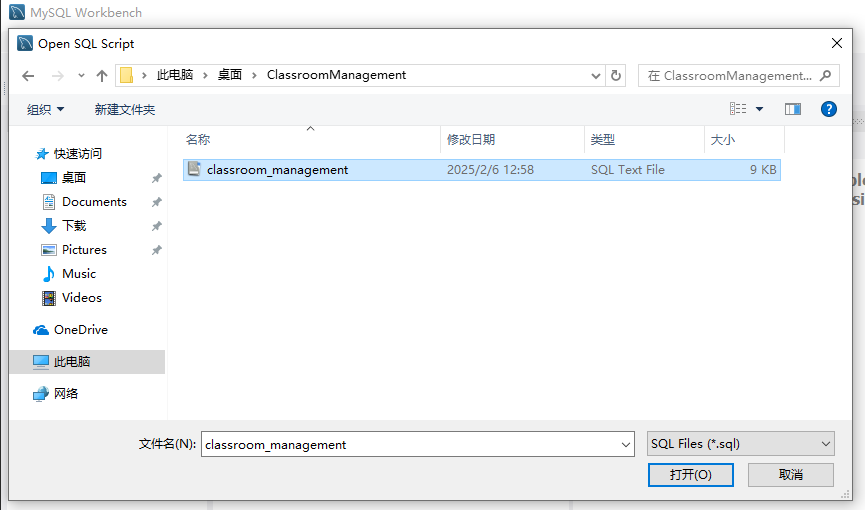 MySQL Workbench
Open SQL Script
此电脑 桌面 ClassroomManagement
在 ClassroomManagement...
组织 新建文件夹
名称 修改日期 类型 大小
快速访问
classroom_management 2025/2/6 12:58 SQL Text File 9 KB
桌面
Documents
下载
Pictures
Music
Videos
OneDrive
此电脑
网络
文件名(N): classroom_management SQL Files (*.sql)
打开(O) 取消